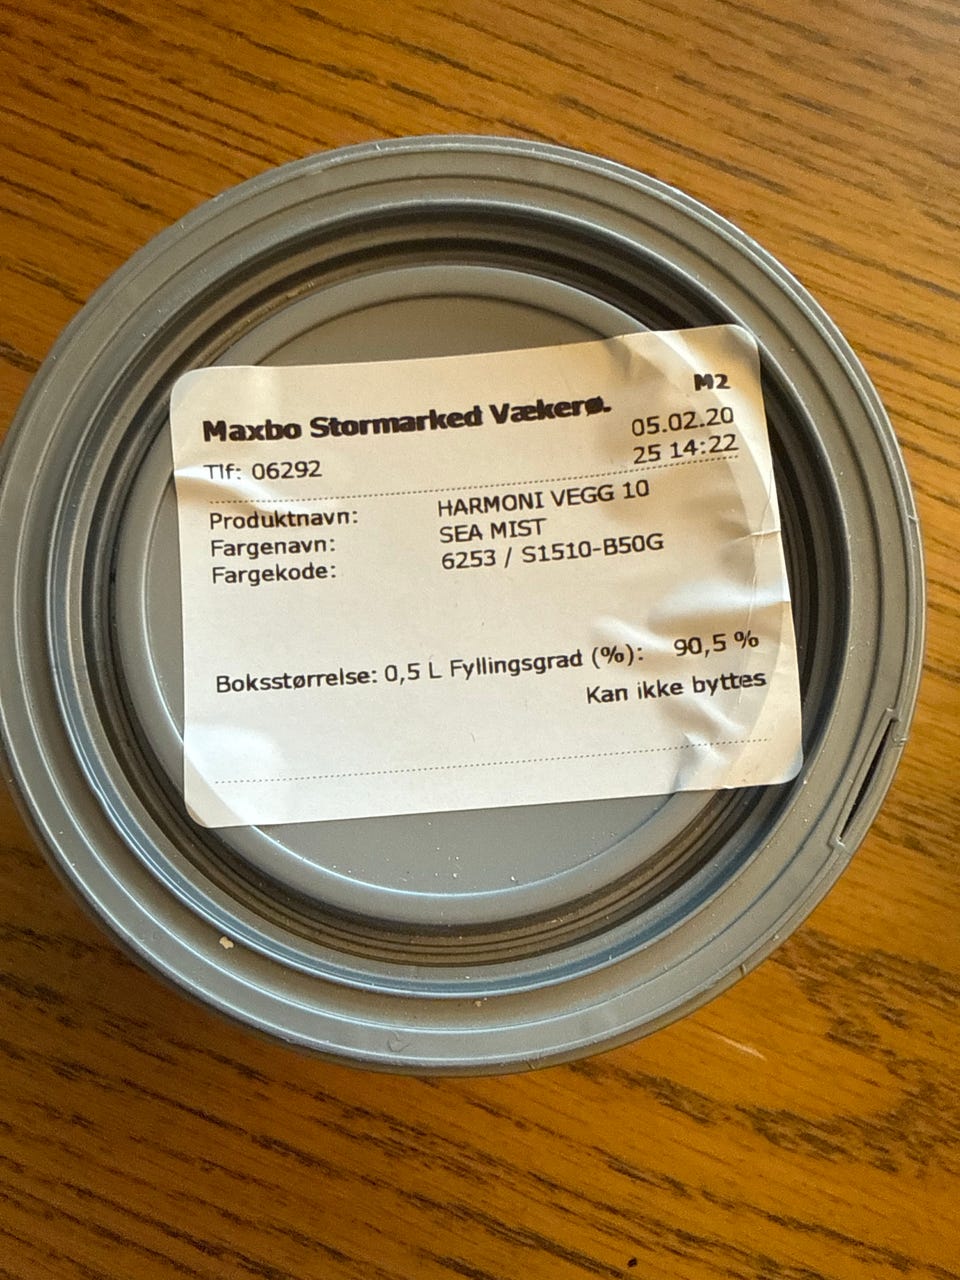 M2
Maxbo Stormarked Vækerø.
05.02.20
Tlf: 06292
25 14:22
Produktnavn: HARMONI VEGG 10
Fargenavn: SEA MIST
Fargekode: 6253 / S1510-B50G
Boksstørrelse: 0,5 L Fyllingsgrad (%): 90,5 %
Kan ikke byttes